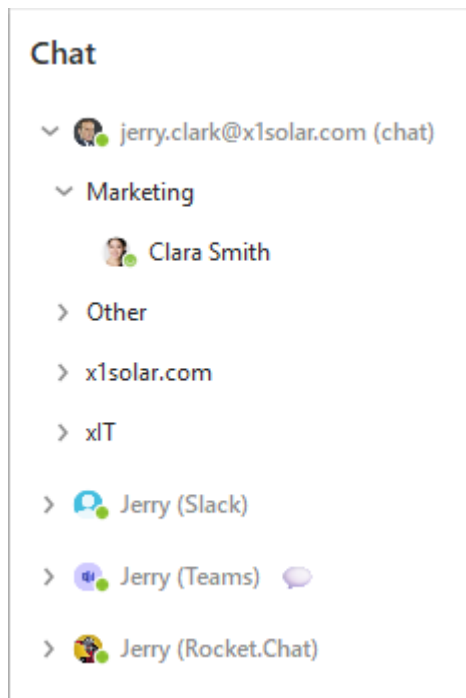 Chat
jerry.clark@x1solar.com (chat)
Marketing
Clara Smith
Other
x1solar.com
xIT
Jerry (Slack)
Jerry (Teams)
Jerry (Rocket.Chat)